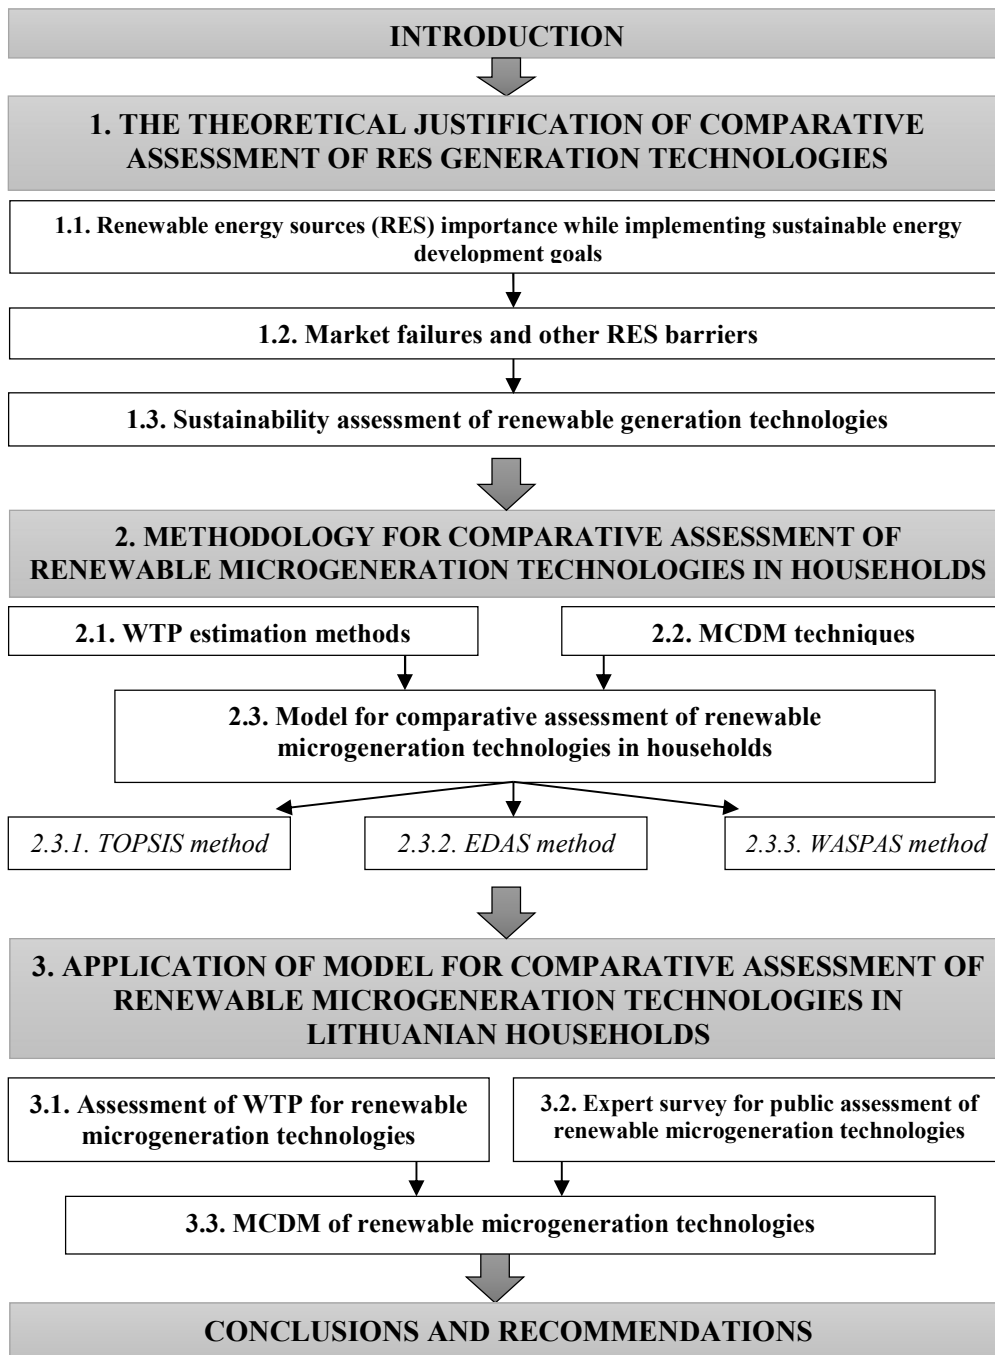 INTRODUCTION
1. THE THEORETICAL JUSTIFICATION OF COMPARATIVE
ASSESSMENT OF RES GENERATION TECHNOLOGIES
1.1. Renewable energy sources (RES) importance while implementing sustainable energy
development goals
1.2. Market failures and other RES barriers
1.3. Sustainability assessment of renewable generation technologies
2. METHODOLOGY FOR COMPARATIVE ASSESSMENT OF
RENEWABLE MICROGENERATION TECHNOLOGIES IN HOUSEHOLDS
2.1. WTP estimation methods
2.2. MCDM techniques
2.3. Model for comparative assessment of renewable
microgeneration technologies in households
2.3.1. TOPSIS method
2.3.2. EDAS method
2.3.3. WASPAS method
3. APPLICATION OF MODEL FOR COMPARATIVE ASSESSMENT OF
RENEWABLE MICROGENERATION TECHNOLOGIES IN
LITHUANIAN HOUSEHOLDS
3.1. Assessment of WTP for renewable
microgeneration technologies
3.2. Expert survey for public assessment of
renewable microgeneration technologies
3.3. MCDM of renewable microgeneration technologies
CONCLUSIONS AND RECOMMENDATIONS